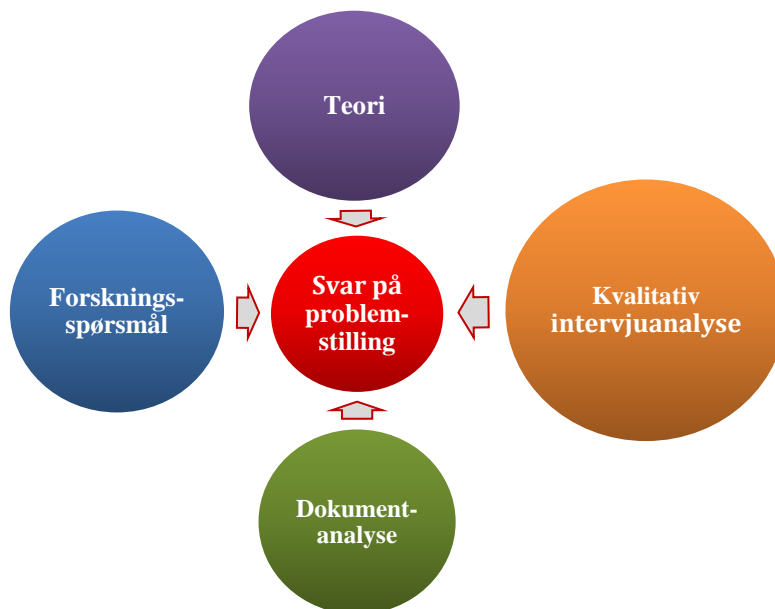 Teori
Forsknings-
spørsmål
Svar på
problem-
stilling
Kvalitativ
intervjuanalyse
Dokument-
analyse